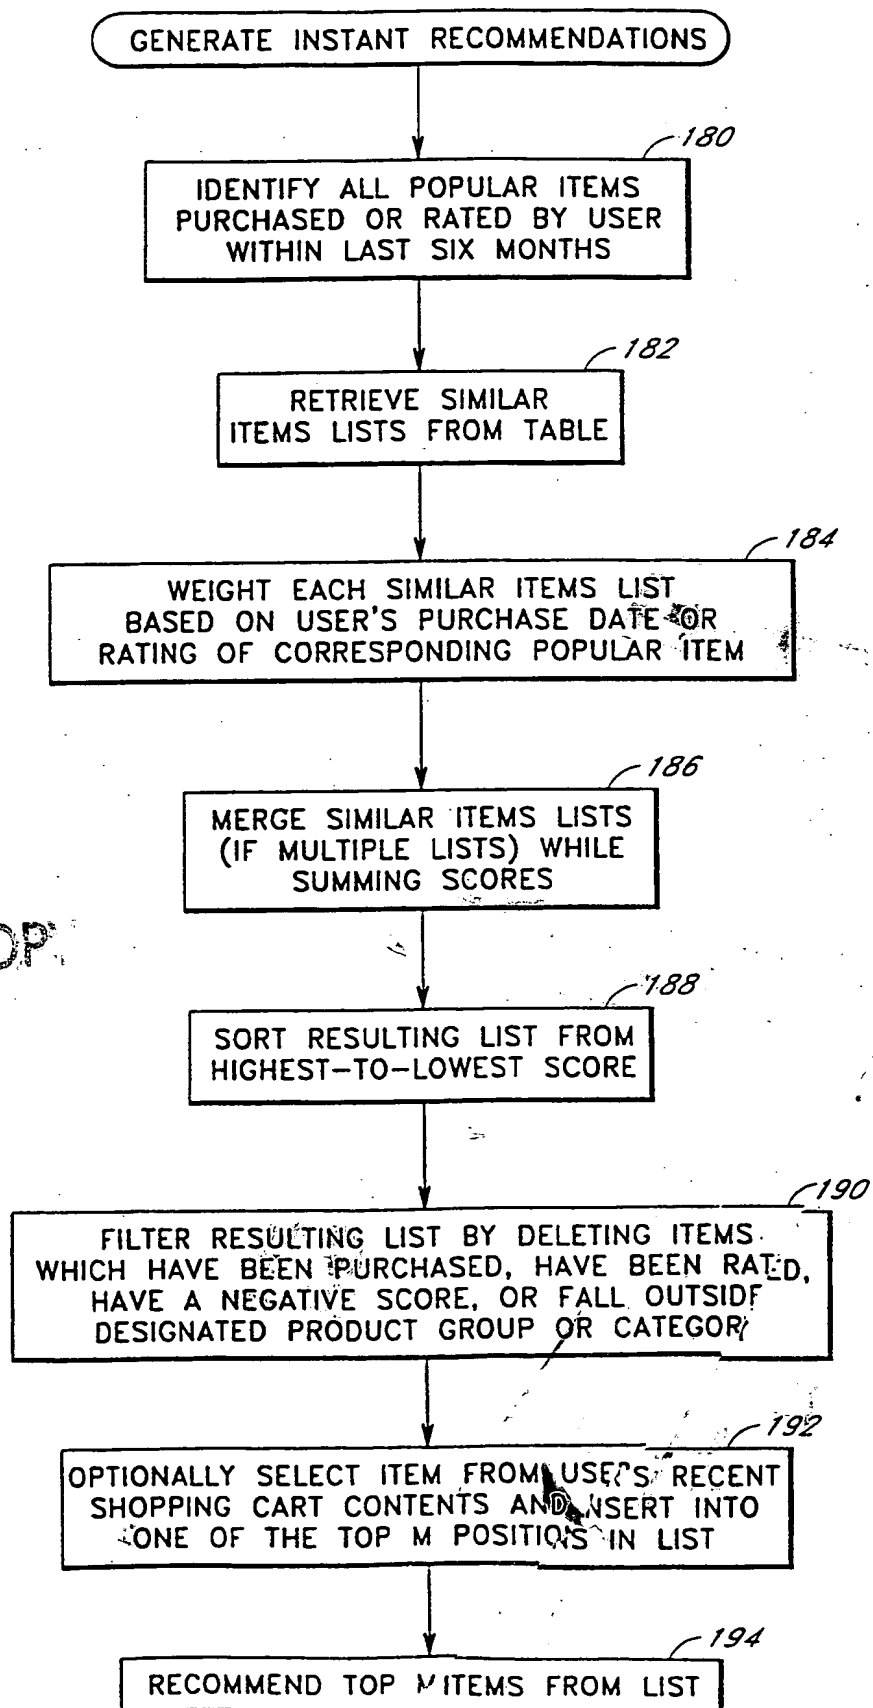 GENERATE INSTANT RECOMMENDATIONS
180
IDENTIFY ALL POPULAR ITEMS
PURCHASED OR RATED BY USER
WITHIN LAST SIX MONTHS
182
RETRIEVE SIMILAR
ITEMS LISTS FROM TABLE
184
WEIGHT EACH SIMILAR ITEMS LIST
BASED ON USER'S PURCHASE DATE OR
RATING OF CORRESPONDING POPULAR ITEM
186
MERGE SIMILAR ITEMS LISTS
(IF MULTIPLE LISTS) WHILE
SUMMING SCORES
188
SORT RESULTING LIST FROM
HIGHEST-TO-LOWEST SCORE
190
FILTER RESULTING LIST BY DELETING ITEMS
WHICH HAVE BEEN PURCHASED, HAVE BEEN RATED,
HAVE A NEGATIVE SCORE, OR FALL OUTSIDE
DESIGNATED PRODUCT GROUP OR CATEGORY
192
OPTIONALLY SELECT ITEM FROM USER'S RECENT
SHOPPING CART CONTENTS AND INSERT INTO
ONE OF THE TOP M POSITIONS IN LIST
194
RECOMMEND TOP M ITEMS FROM LIST